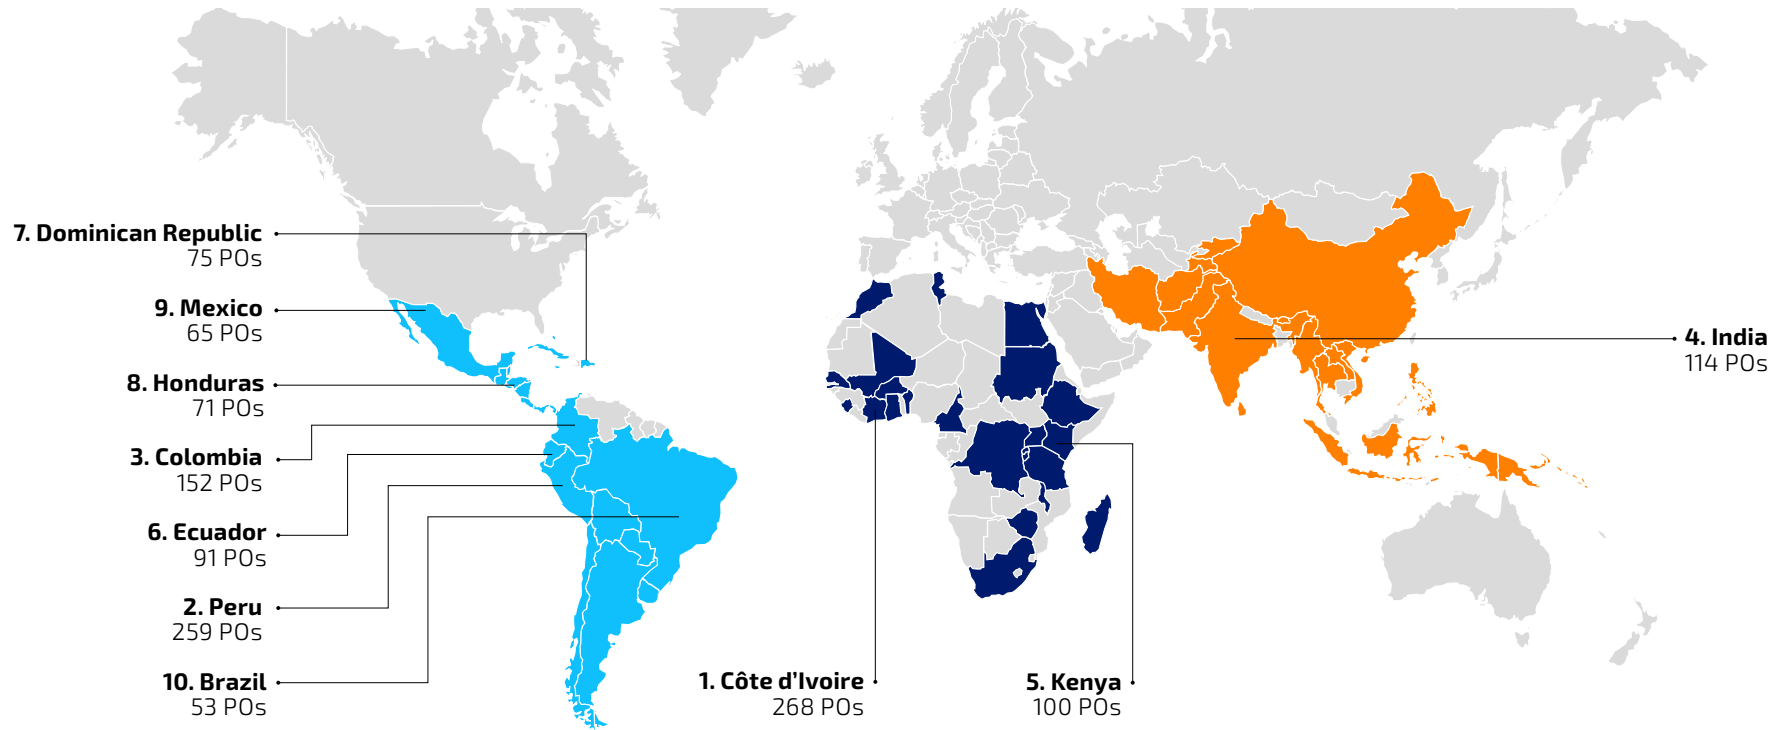 7. Dominican Republic
75 POs
9. Mexico
65 POs
8. Honduras
71 POs
3. Colombia
152 POs
6. Ecuador
91 POs
2. Peru
259 POs
10. Brazil
53 POs
1. Côte d’Ivoire
268 POs
5. Kenya
100 POs
4. India
114 POs